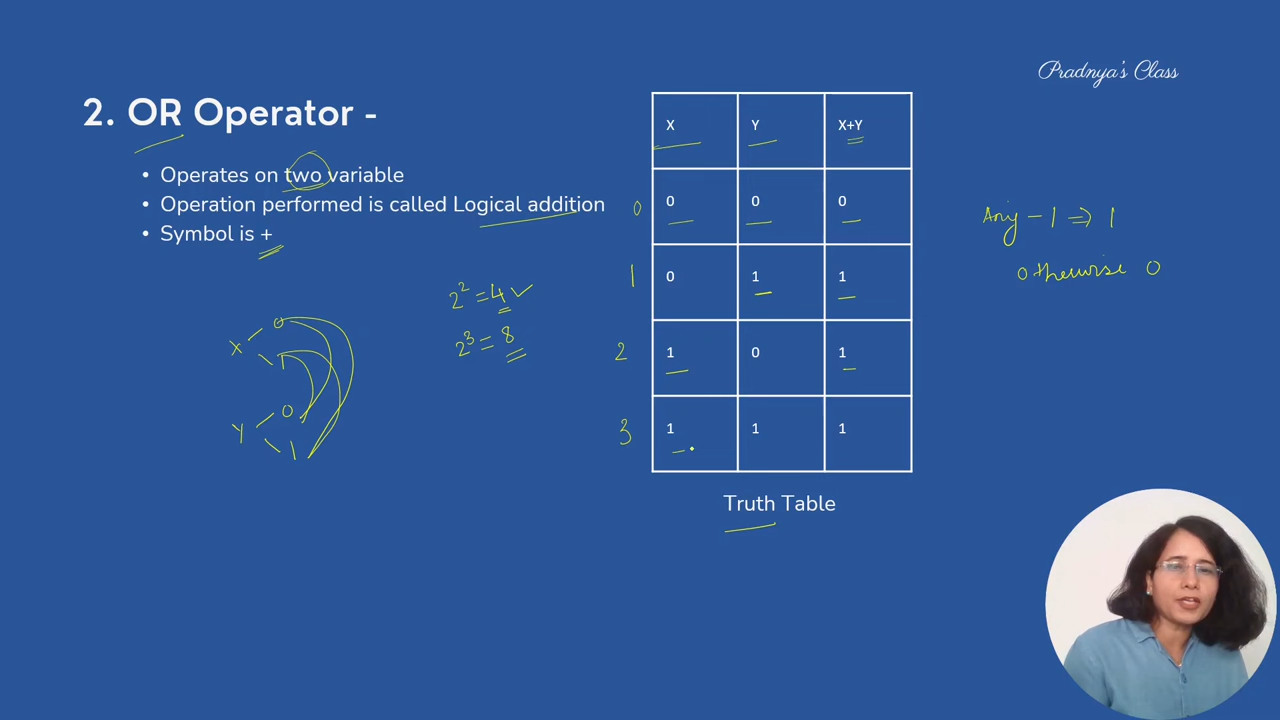 Pradnya's Class
2. OR Operator -
• Operates on two variable
• Operation performed is called Logical addition
• Symbol is +
X Y X+Y
0 0 0 0
1 0 1 1
2 1 0 1
3 1 1 1
Truth Table
Any - 1 ⇒ 1
Otherwise 0
2² = 4 ✓
2³ = 8
X 0
1
Y 0
1